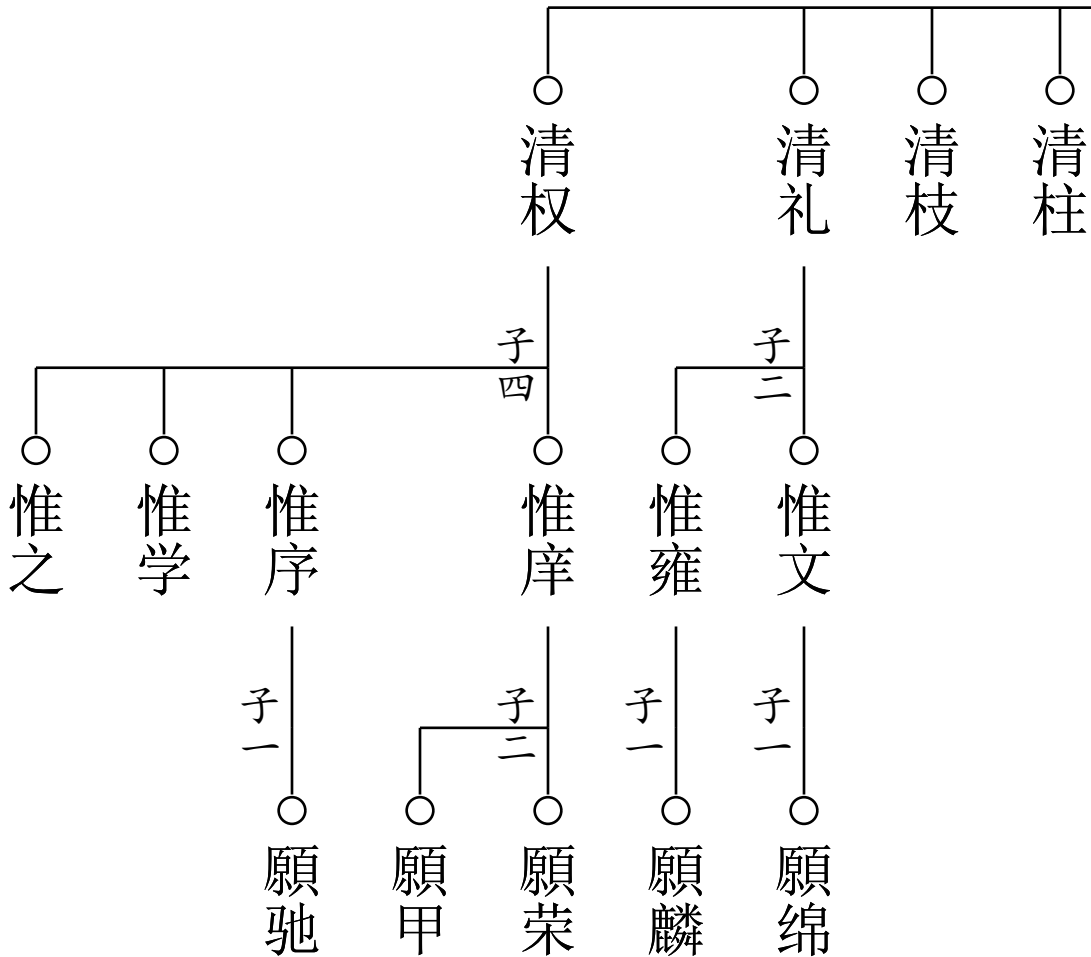 清权
清礼
清枝
清柱
子四
子二
惟之
惟学
惟序
惟庠
惟雍
惟文
子一
子二
子一
子一
願驰
願甲
願荣
願麟
願绵